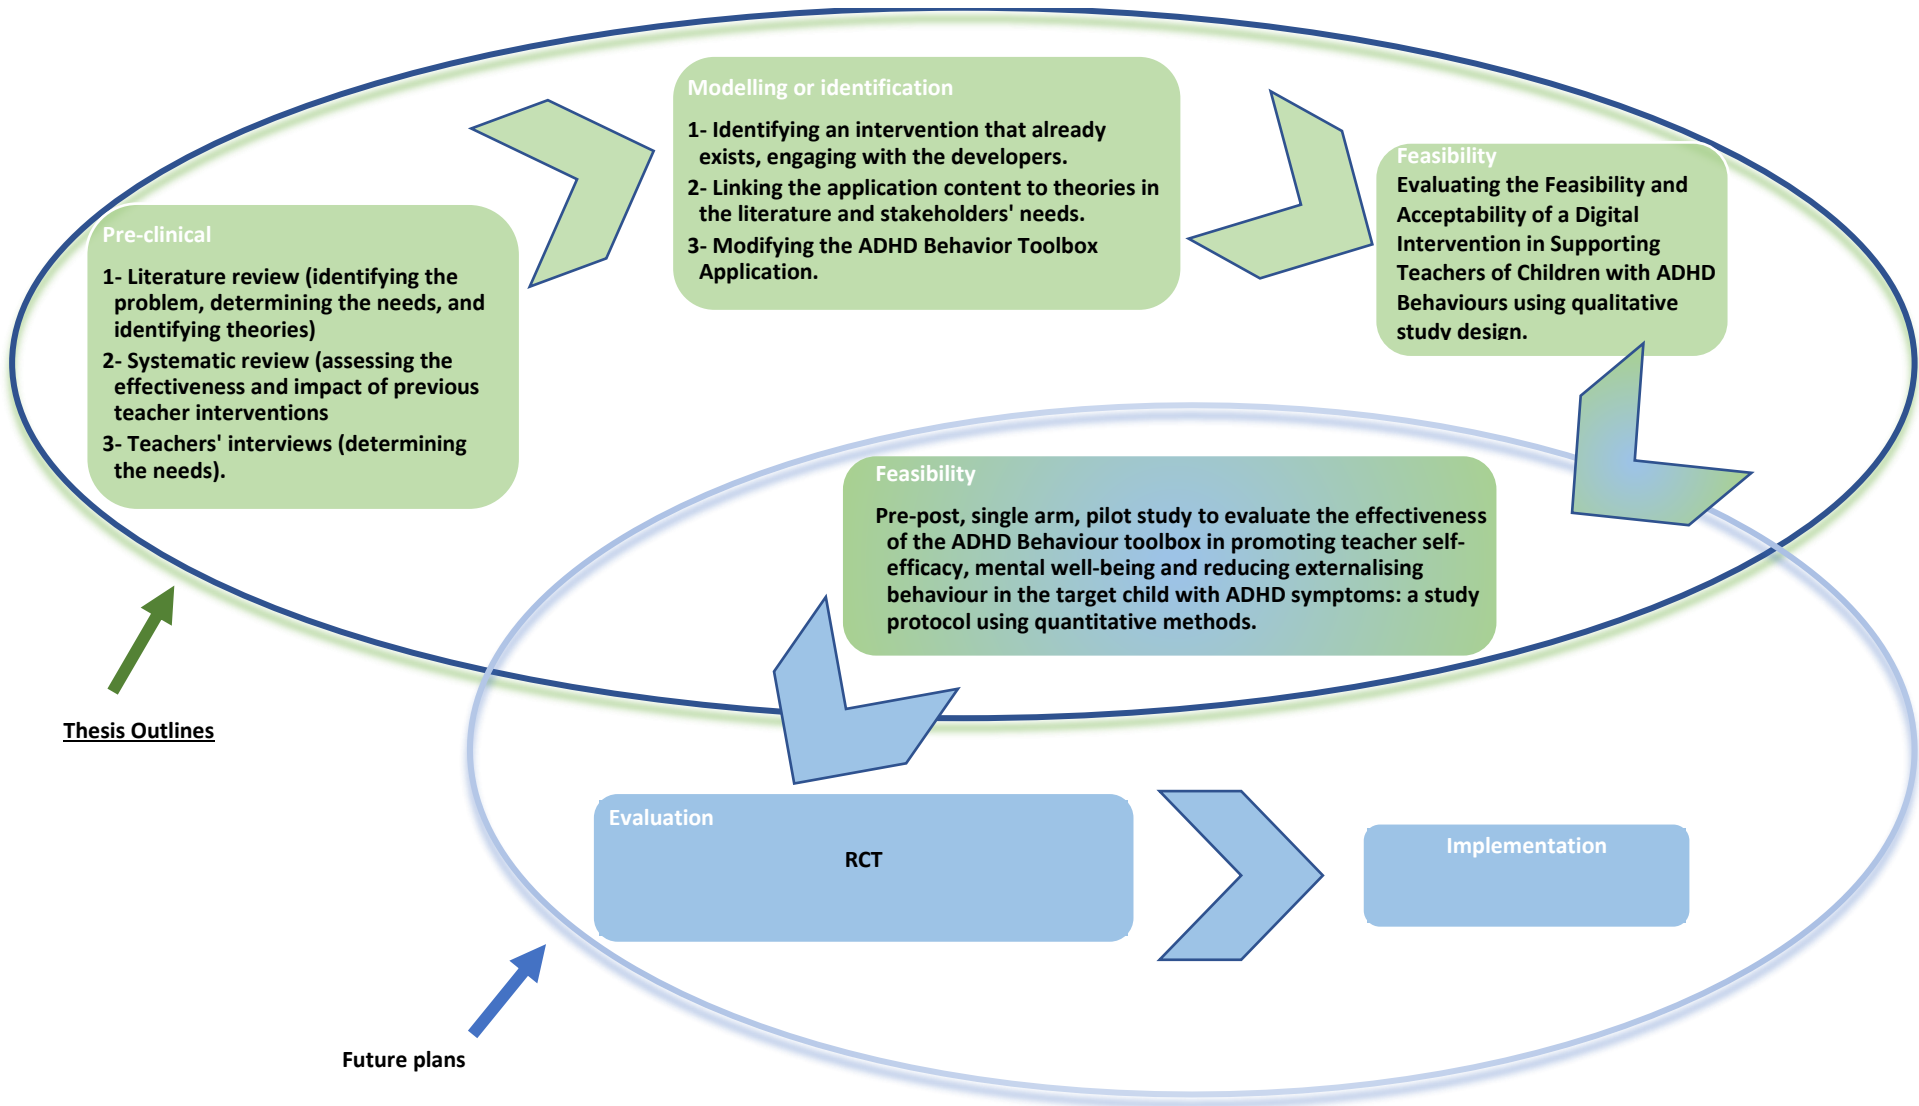 Pre-clinical
1- Literature review (identifying the
problem, determining the needs, and
identifying theories)
2- Systematic review (assessing the
effectiveness and impact of previous
teacher interventions
3- Teachers' interviews (determining
the needs).
Modelling or identification
1- Identifying an intervention that already
exists, engaging with the developers.
2- Linking the application content to theories in
the literature and stakeholders' needs.
3- Modifying the ADHD Behavior Toolbox
Application.
Feasibility
Evaluating the Feasibility and
Acceptability of a Digital
Intervention in Supporting
Teachers of Children with ADHD
Behaviours using qualitative
study design.
Feasibility
Pre-post, single arm, pilot study to evaluate the effectiveness
of the ADHD Behaviour toolbox in promoting teacher self-
efficacy, mental well-being and reducing externalising
behaviour in the target child with ADHD symptoms: a study
protocol using quantitative methods.
Thesis Outlines
Evaluation
RCT
Implementation
Future plans